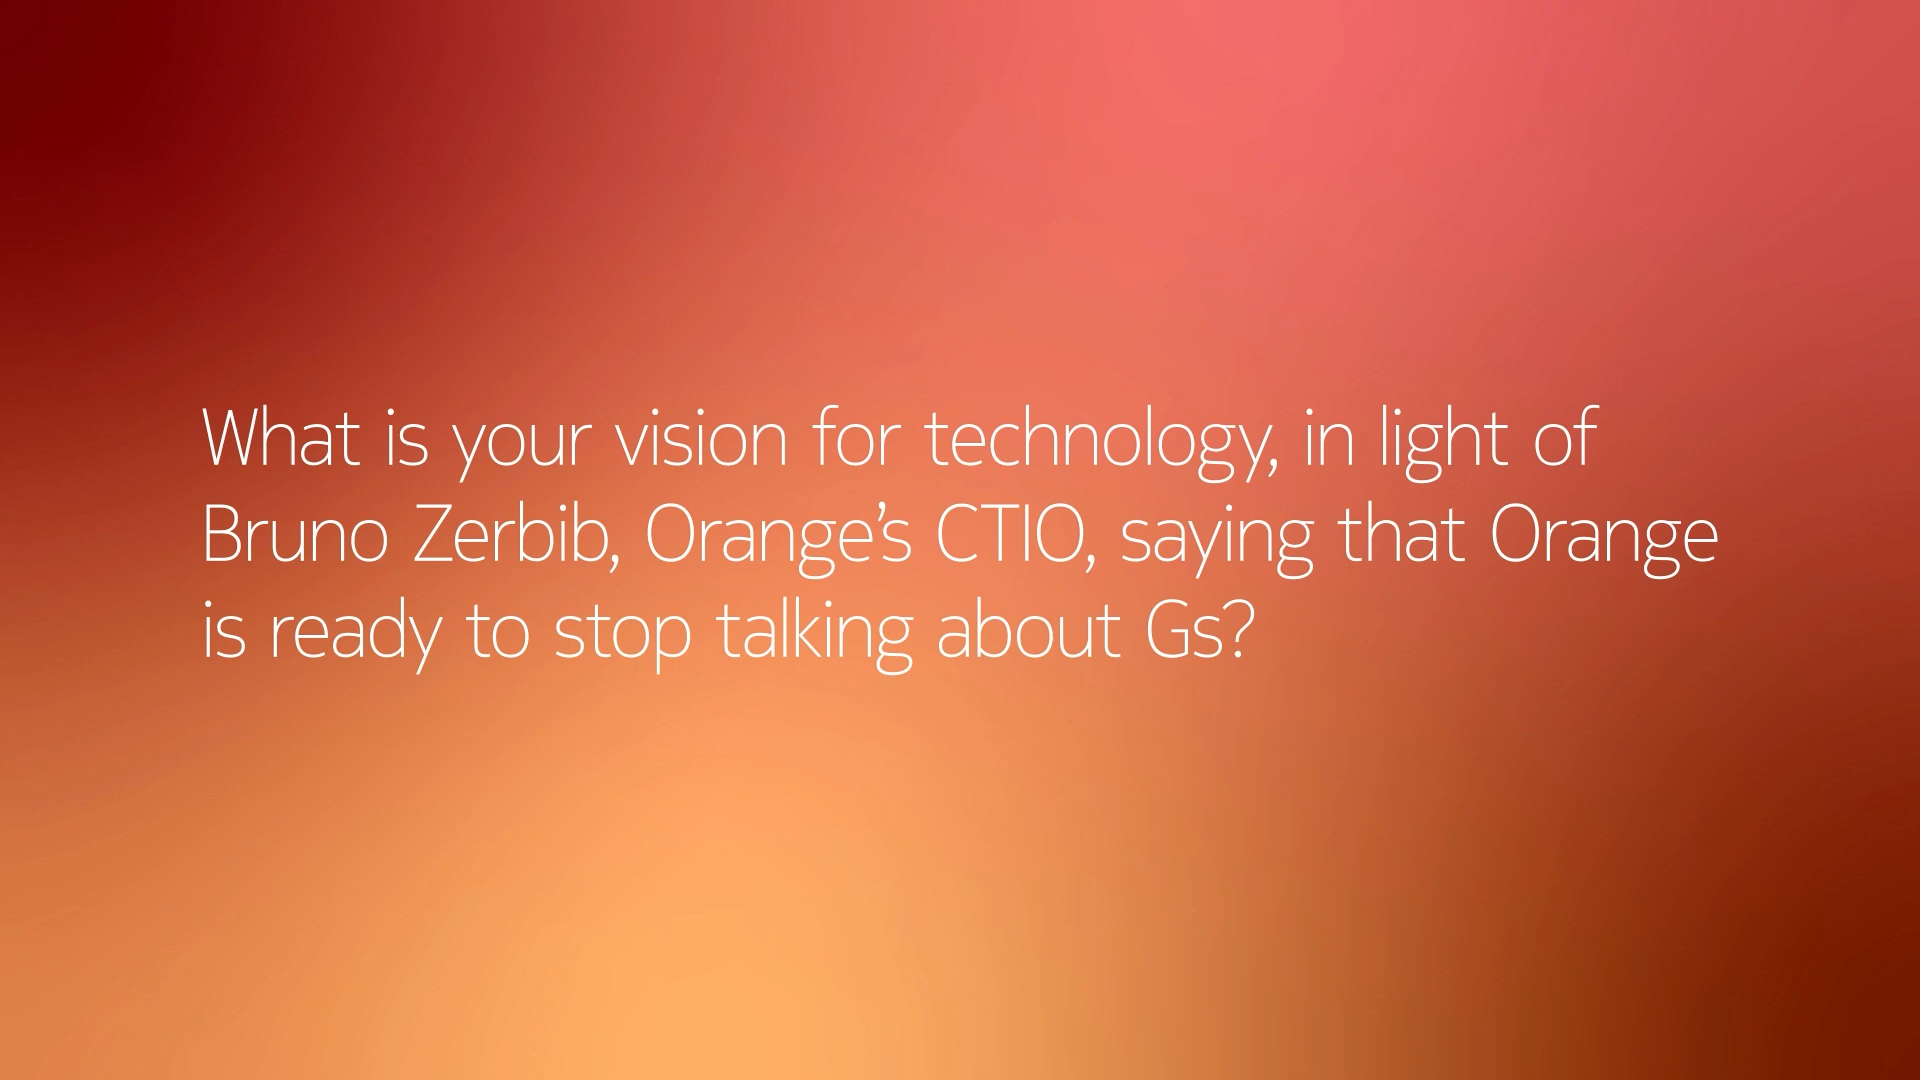 What is your vision for technology, in light of
Bruno Zerbib, Orange’s CTIO, saying that Orange
is ready to stop talking about Gs?